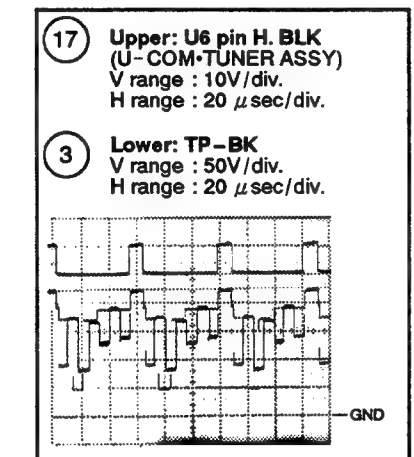 17 Upper: U6 pin H. BLK
(U-COM•TUNER ASSY)
V range : 10V/div.
H range : 20 μsec/div.
3 Lower: TP-BK
V range : 50V/div.
H range : 20 μsec/div.
GND